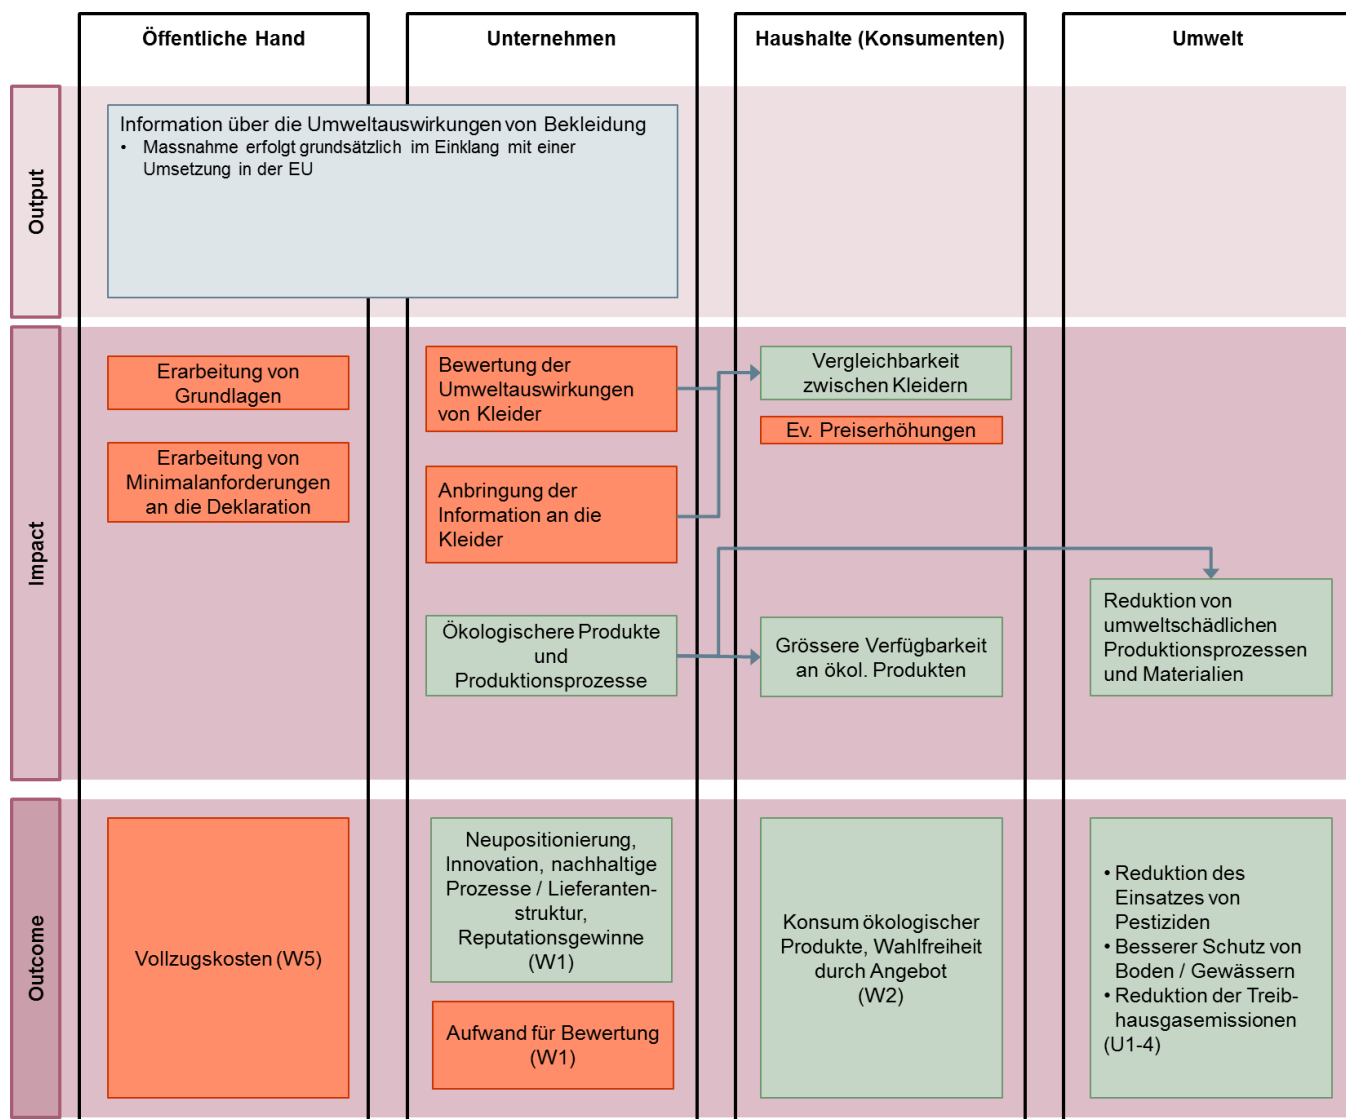 Öffentliche Hand
Unternehmen
Haushalte (Konsumenten)
Umwelt
Output
Information über die Umweltauswirkungen von Bekleidung
• Massnahme erfolgt grundsätzlich im Einklang mit einer
Umsetzung in der EU
Impact
Erarbeitung von
Grundlagen
Erarbeitung von
Minimalanforderungen
an die Deklaration
Bewertung der
Umweltauswirkungen
von Kleider
Anbringung der
Information an die
Kleider
Ökologischere Produkte
und
Produktionsprozesse
Vergleichbarkeit
zwischen Kleidern
Ev. Preiserhöhungen
Grössere Verfügbarkeit
an ökol. Produkten
Reduktion von
umweltschädlichen
Produktionsprozessen
und Materialien
Outcome
Vollzugskosten (W5)
Neupositionierung,
Innovation, nachhaltige
Prozesse / Lieferanten-
struktur,
Reputationsgewinne
(W1)
Aufwand für Bewertung
(W1)
Konsum ökologischer
Produkte, Wahlfreiheit
durch Angebot
(W2)
• Reduktion des
Einsatzes von
Pestiziden
• Besserer Schutz von
Boden / Gewässern
• Reduktion der Treib-
hausgasemissionen
(U1-4)